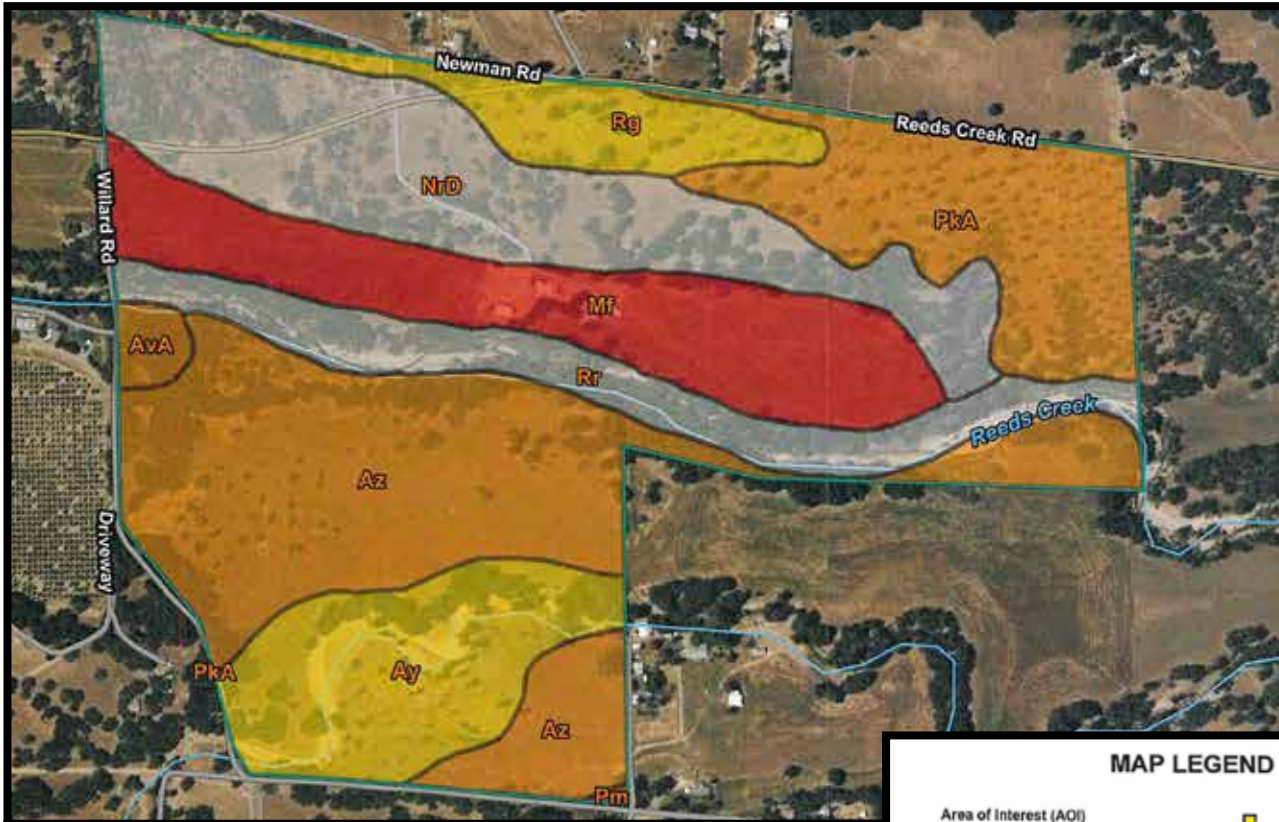 Newman Rd
Rg
Reeds Creek Rd
NrD
PkA
Willard Rd
Mf
AvA
Rr
Reeds Creek
Az
Driveway
PkA
Ay
Az
Pm
MAP LEGEND
Area of Interest (AOI)